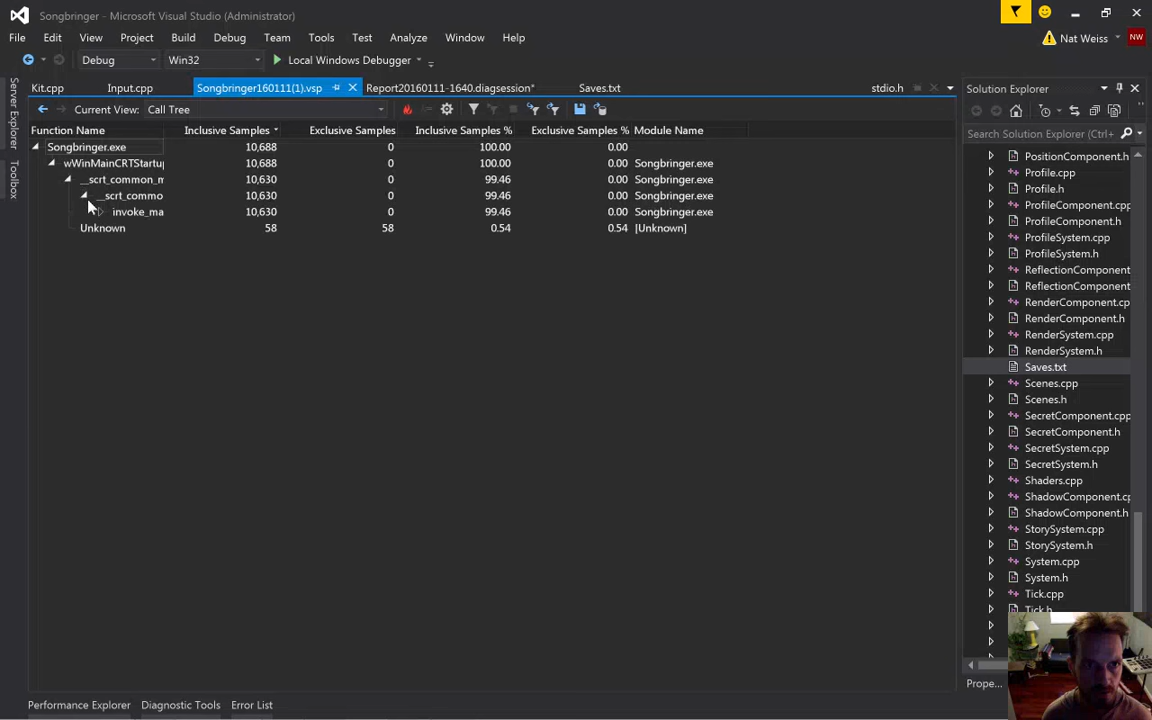 Songbringer - Microsoft Visual Studio (Administrator)
File Edit View Project Build Debug Team Tools Test Analyze Window Help
Nat Weiss NW
Debug Win32 Local Windows Debugger
Server Explorer
Toolbox
Kit.cpp Input.cpp Songbringer160111(1).vsp Report20160111-1640.diagsession* Saves.txt stdio.h
Current View: Call Tree
Function Name Inclusive Samples Exclusive Samples Inclusive Samples % Exclusive Samples % Module Name
Songbringer.exe 10,688 0 100.00 0.00
wWinMainCRTStartup 10,688 0 100.00 0.00 Songbringer.exe
__scrt_common_m 10,630 0 99.46 0.00 Songbringer.exe
__scrt_commo 10,630 0 99.46 0.00 Songbringer.exe
invoke_ma 10,630 0 99.46 0.00 Songbringer.exe
Unknown 58 58 0.54 0.54 [Unknown]
Solution Explorer
Search Solution Explorer (Ctrl+
PositionComponent.h
Profile.cpp
Profile.h
ProfileComponent.cp
ProfileComponent.h
ProfileSystem.cpp
ProfileSystem.h
ReflectionComponent
ReflectionComponent
RenderComponent.cp
RenderComponent.h
RenderSystem.cpp
RenderSystem.h
Saves.txt
Scenes.cpp
Scenes.h
SecretComponent.cpp
SecretComponent.h
SecretSystem.cpp
SecretSystem.h
Shaders.cpp
ShadowComponent.cp
ShadowComponent.h
StorySystem.cpp
StorySystem.h
System.cpp
System.h
Tick.cpp
Tick.h
Prope...
Performance Explorer Diagnostic Tools Error List